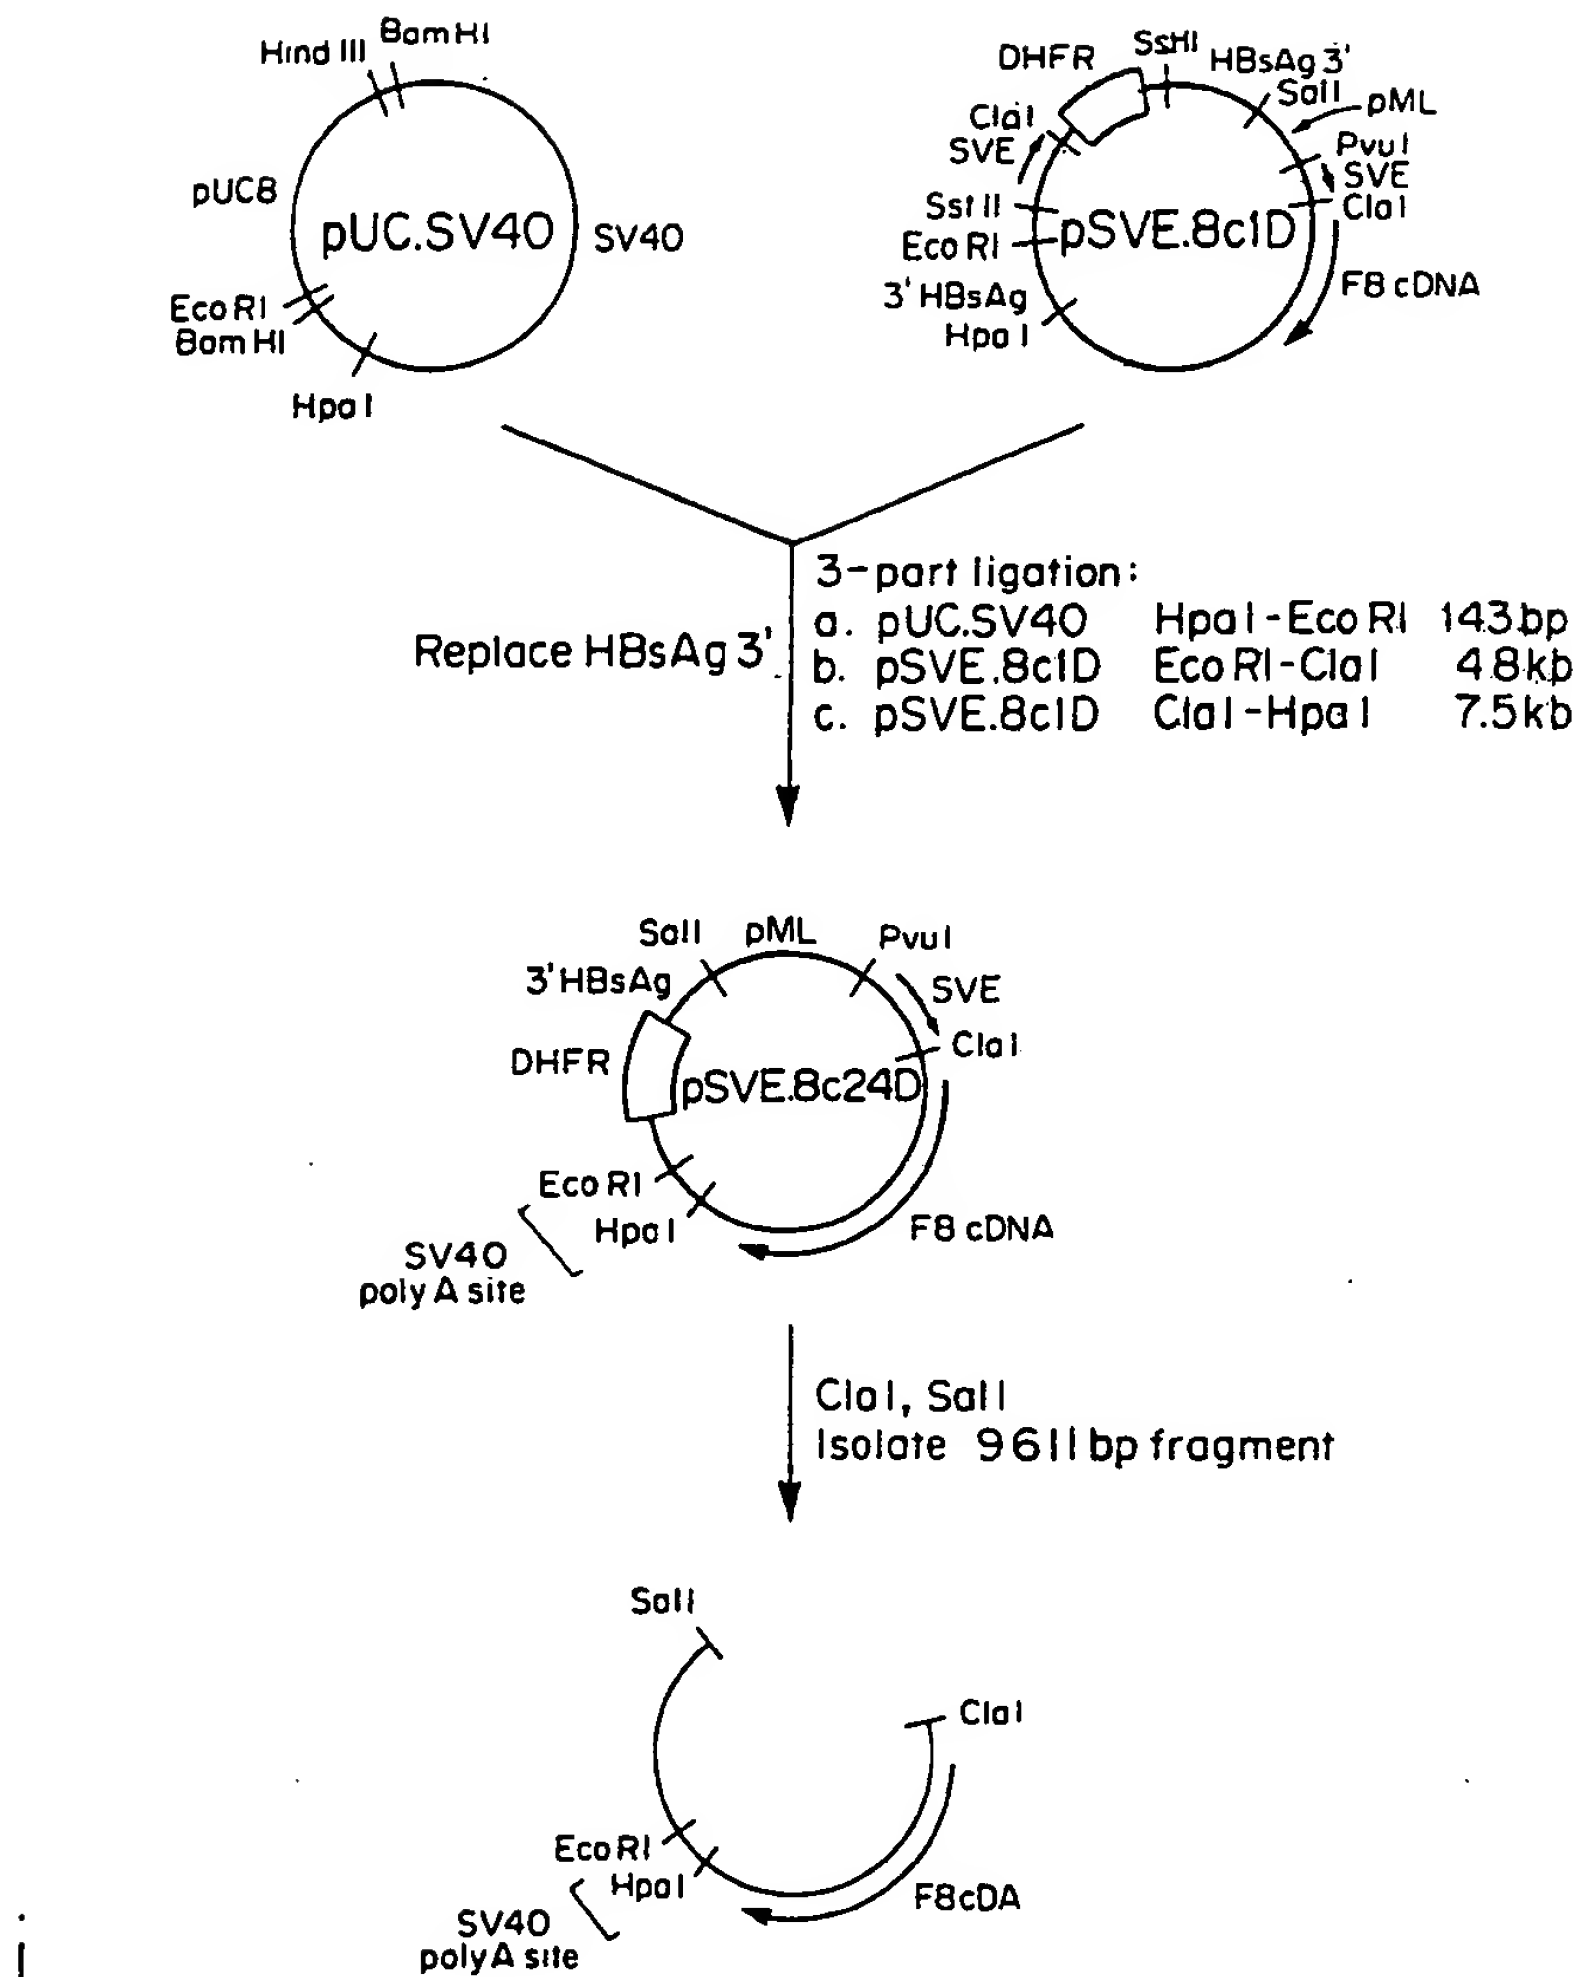 Hind III
BamHI
pUC8
pUC.SV40
SV40
EcoRI
BamHI
HpaI
DHFR
SsHI
HBsAg 3'
SalI
pML
ClaI
SVE
PvuI
SVE
ClaI
SstII
EcoRI
pSVE.8c1D
3' HBsAg
HpaI
F8 cDNA
3-part ligation:
Replace HBsAg 3'
a. pUC.SV40 HpaI-EcoRI 143bp
b. pSVE.8c1D EcoRI-ClaI 4.8kb
c. pSVE.8c1D ClaI-HpaI 7.5kb
SalI
pML
PvuI
3' HBsAg
SVE
ClaI
DHFR
pSVE.8c24D
EcoRI
HpaI
F8 cDNA
SV40
poly A site
ClaI, SalI
Isolate 9611bp fragment
SalI
ClaI
EcoRI
HpaI
F8cDA
SV40
polyA site